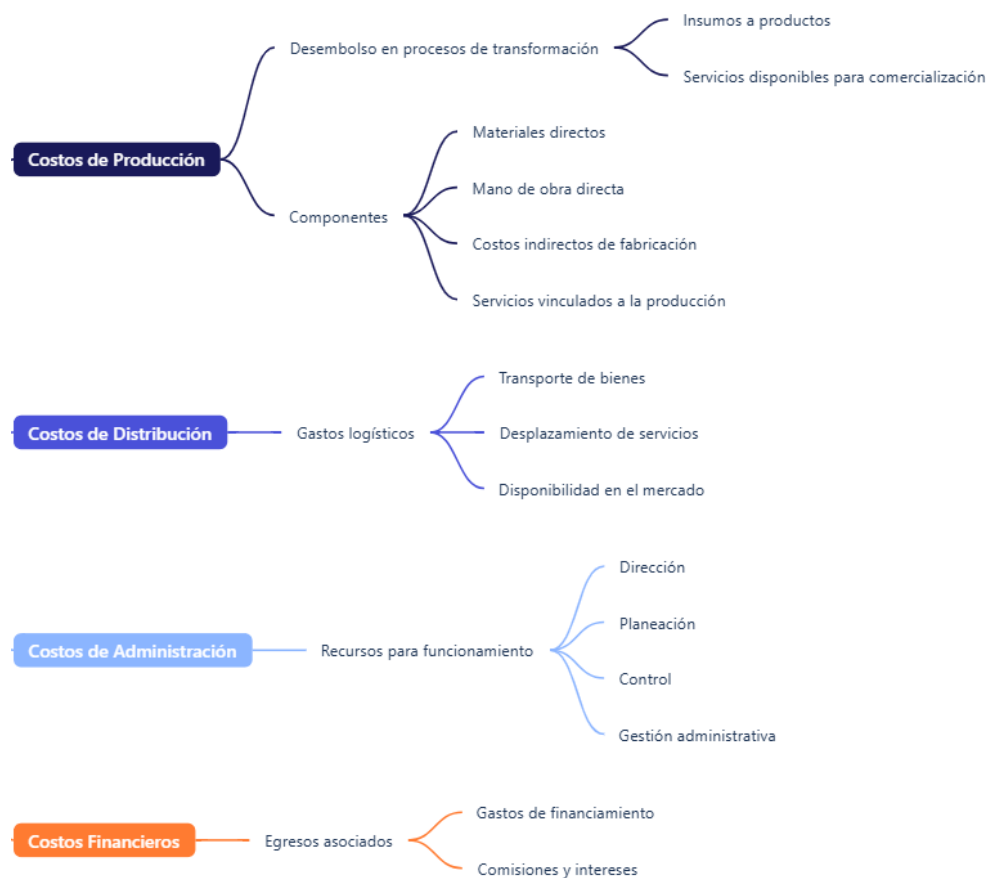 Costos de Producción
Desembolso en procesos de transformación
Insumos a productos
Servicios disponibles para comercialización
Componentes
Materiales directos
Mano de obra directa
Costos indirectos de fabricación
Servicios vinculados a la producción
Costos de Distribución
Gastos logísticos
Transporte de bienes
Desplazamiento de servicios
Disponibilidad en el mercado
Costos de Administración
Recursos para funcionamiento
Dirección
Planeación
Control
Gestión administrativa
Costos Financieros
Egresos asociados
Gastos de financiamiento
Comisiones y intereses